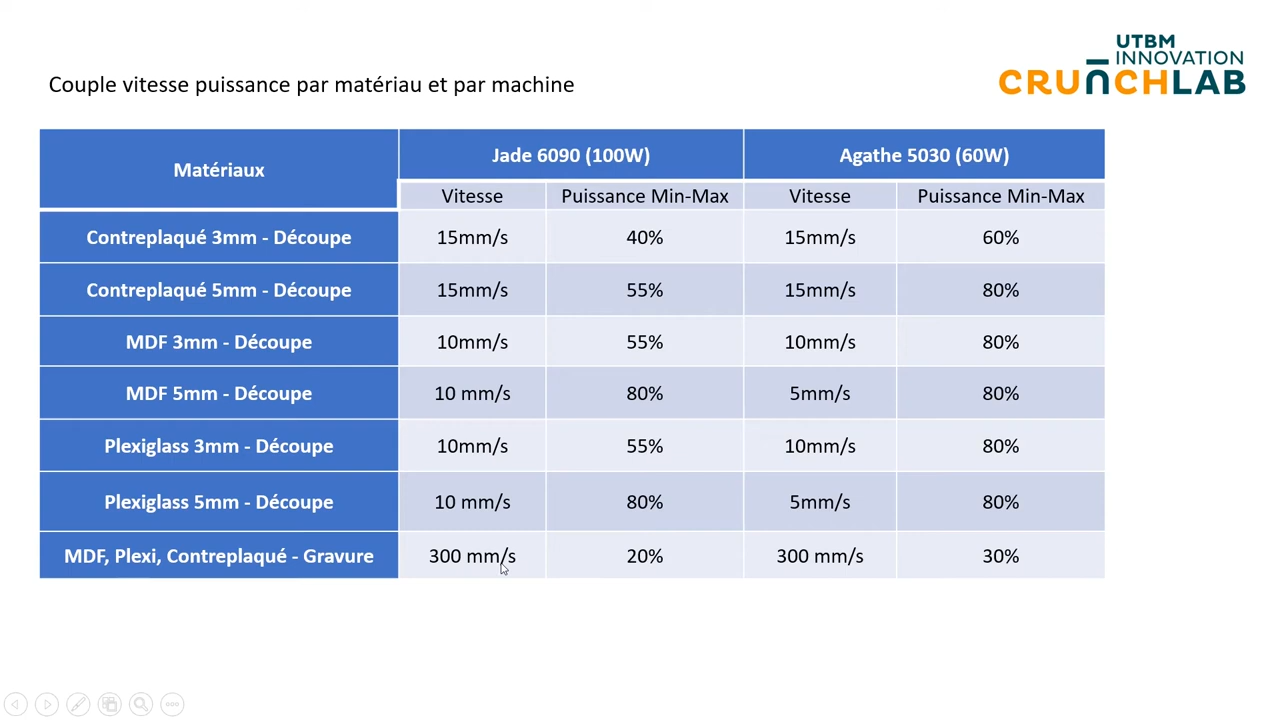 UTBM
INNOVATION
CRUNCHLAB
Couple vitesse puissance par matériau et par machine
Matériaux
Jade 6090 (100W)
Agathe 5030 (60W)
Vitesse
Puissance Min-Max
Vitesse
Puissance Min-Max
Contreplaqué 3mm - Découpe
15mm/s
40%
15mm/s
60%
Contreplaqué 5mm - Découpe
15mm/s
55%
15mm/s
80%
MDF 3mm - Découpe
10mm/s
55%
10mm/s
80%
MDF 5mm - Découpe
10 mm/s
80%
5mm/s
80%
Plexiglass 3mm - Découpe
10mm/s
55%
10mm/s
80%
Plexiglass 5mm - Découpe
10 mm/s
80%
5mm/s
80%
MDF, Plexi, Contreplaqué - Gravure
300 mm/s
20%
300 mm/s
30%